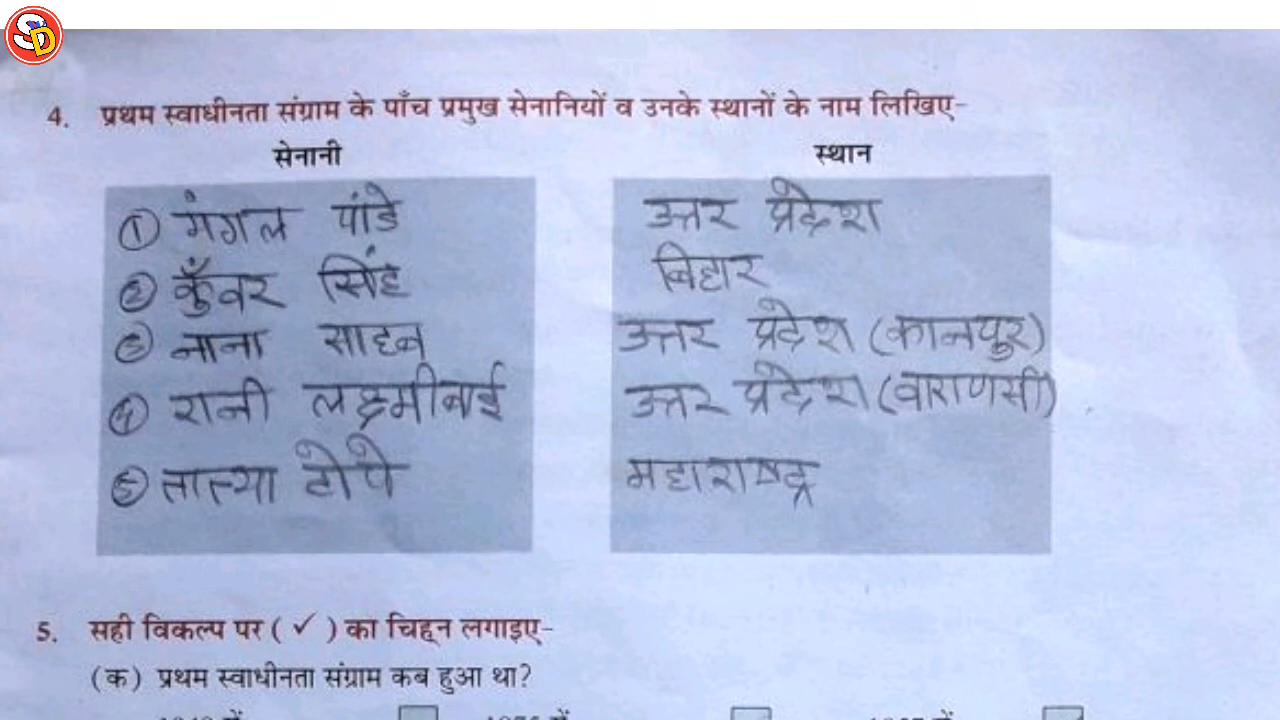 SD
4. प्रथम स्वाधीनता संग्राम के पाँच प्रमुख सेनानियों व उनके स्थानों के नाम लिखिए-
सेनानी स्थान
① मंगल पांडे उत्तर प्रदेश
② कुँवर सिंह बिहार
③ नाना साहब उत्तर प्रदेश (कानपुर)
④ रानी लक्ष्मीबाई उत्तर प्रदेश (वाराणसी)
⑤ तात्या टोपे महाराष्ट्र
5. सही विकल्प पर ( ✓ ) का चिह्न लगाइए-
(क) प्रथम स्वाधीनता संग्राम कब हुआ था?